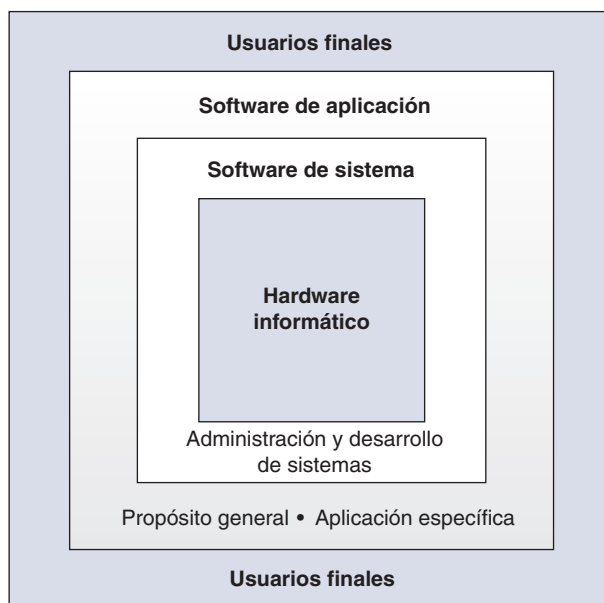 Usuarios finales
Software de aplicación
Software de sistema
Hardware
informático
Administración y desarrollo
de sistemas
Propósito general • Aplicación específica
Usuarios finales